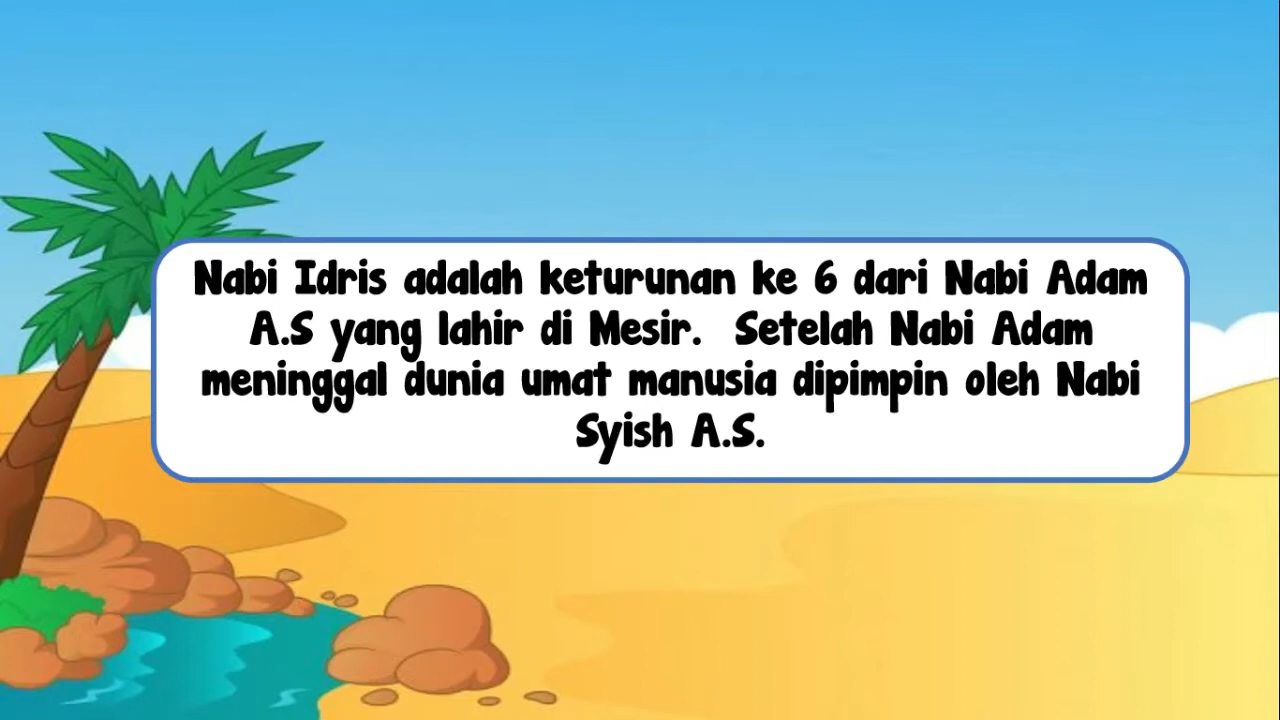 Nabi Idris adalah keturunan ke 6 dari Nabi Adam
A.S yang lahir di Mesir.  Setelah Nabi Adam
meninggal dunia umat manusia dipimpin oleh Nabi
Syish A.S.